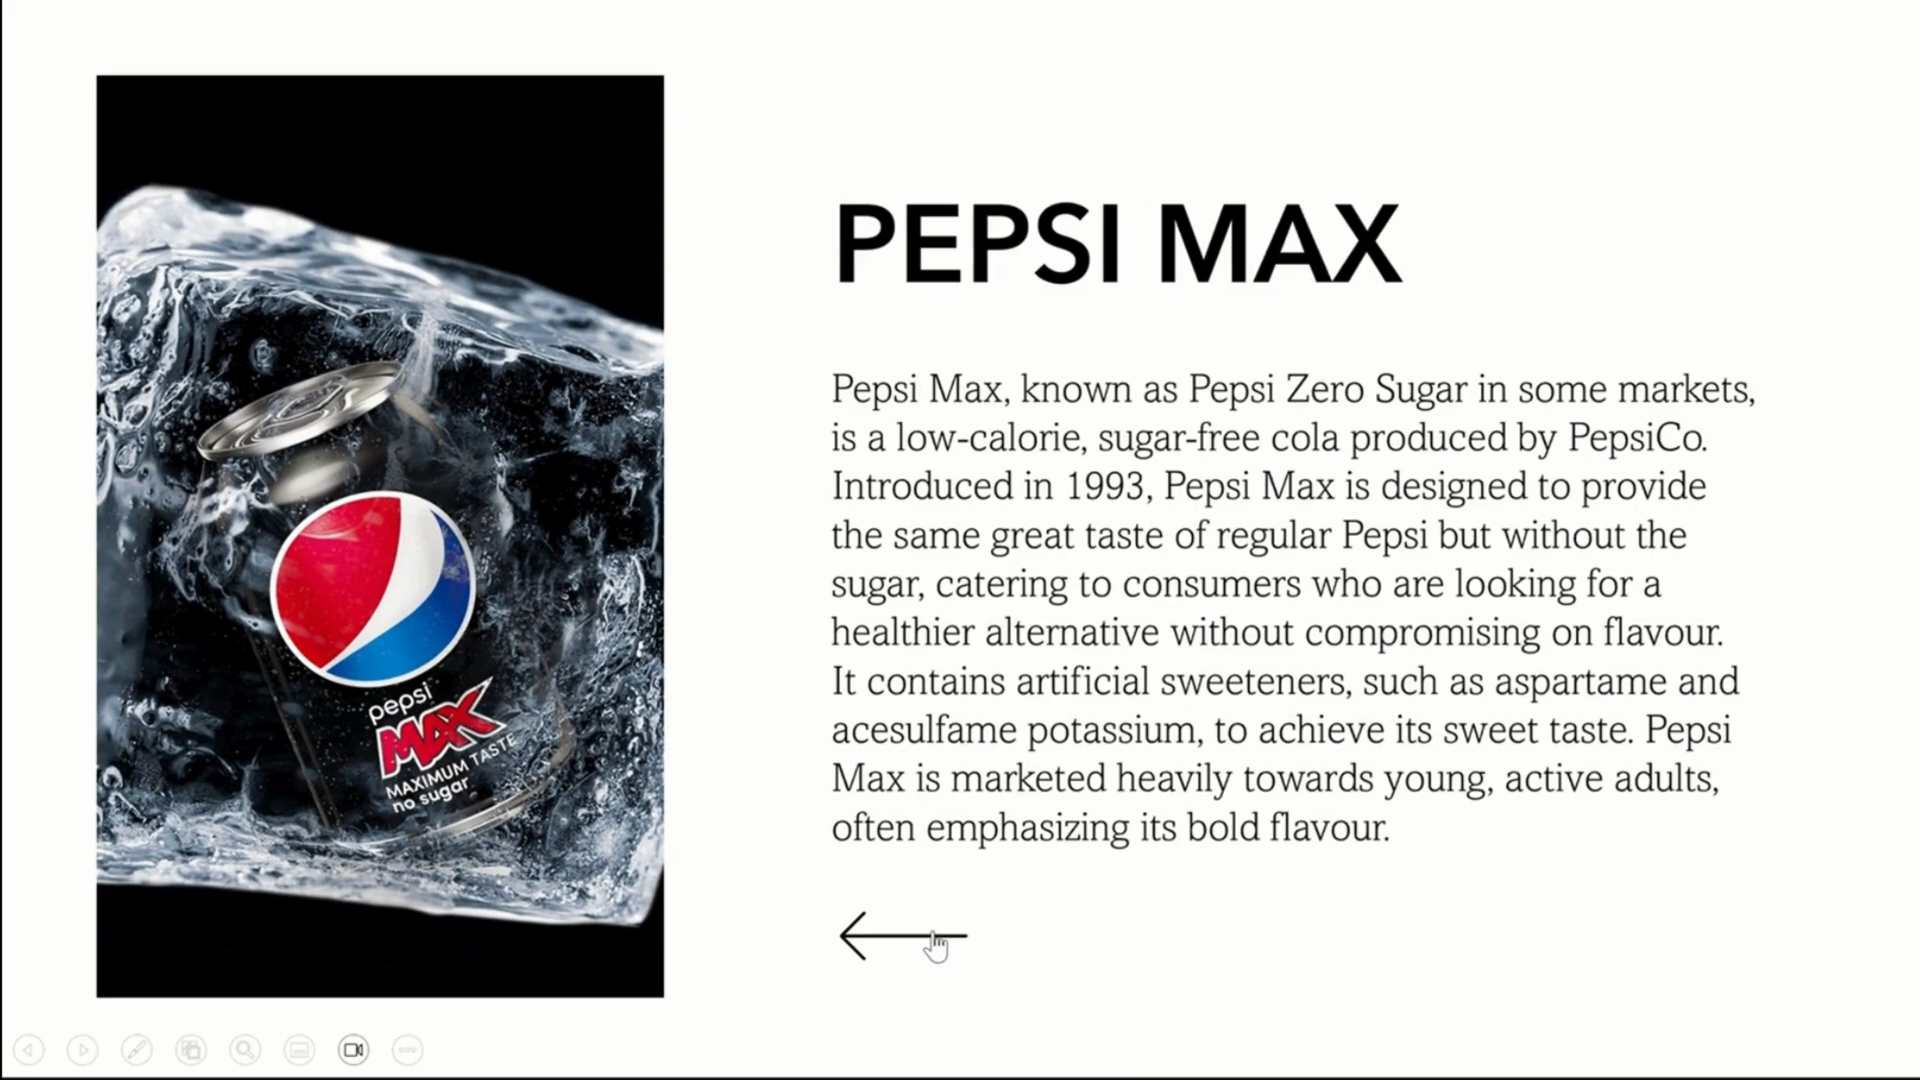 PEPSI MAX
Pepsi Max, known as Pepsi Zero Sugar in some markets,
is a low-calorie, sugar-free cola produced by PepsiCo.
Introduced in 1993, Pepsi Max is designed to provide
the same great taste of regular Pepsi but without the
sugar, catering to consumers who are looking for a
healthier alternative without compromising on flavour.
It contains artificial sweeteners, such as aspartame and
acesulfame potassium, to achieve its sweet taste. Pepsi
Max is marketed heavily towards young, active adults,
often emphasizing its bold flavour.
pepsi
MAX
MAXIMUM TASTE
no sugar